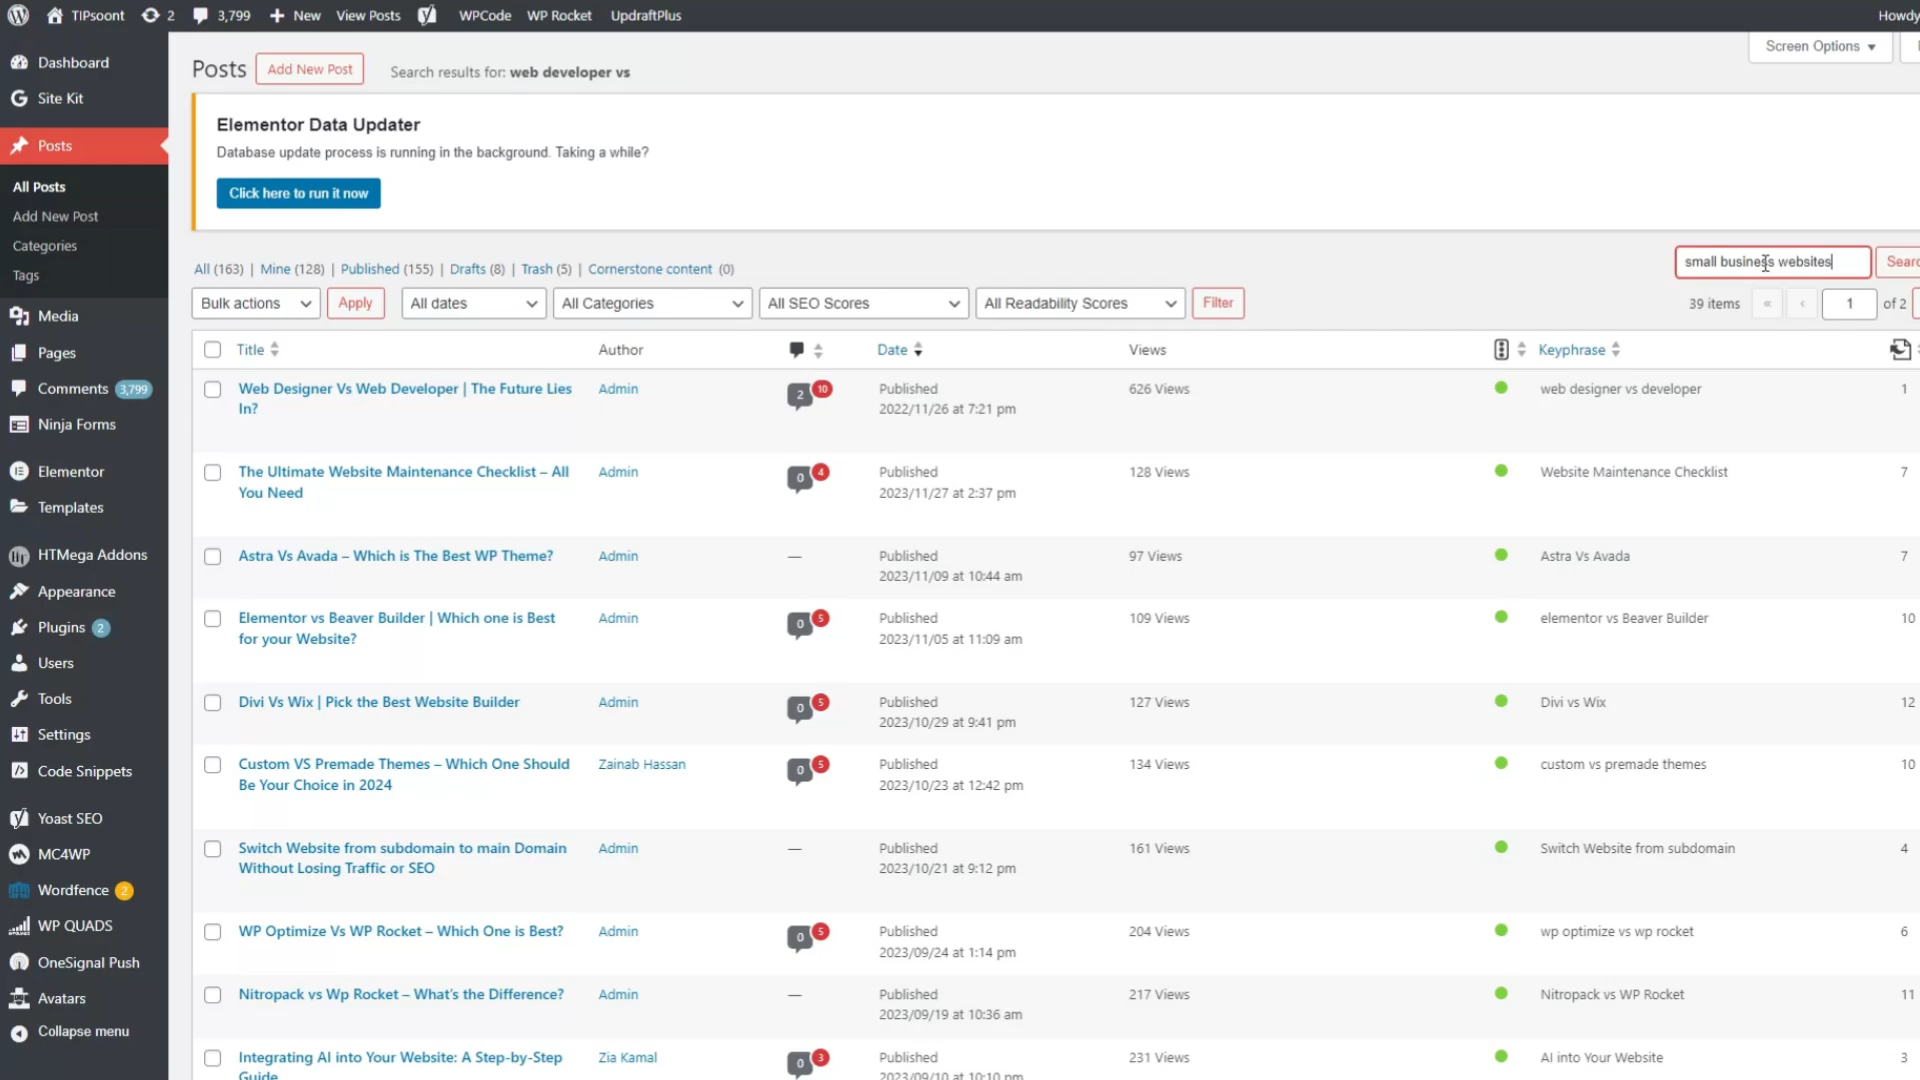 TIPsoont 2 3,799 New View Posts WPCode WP Rocket UpdraftPlus Howdy
Dashboard
Site Kit
Posts
All Posts
Add New Post
Categories
Tags
Media
Pages
Comments 3,799
Ninja Forms
Elementor
Templates
HTMega Addons
Appearance
Plugins 2
Users
Tools
Settings
Code Snippets
Yoast SEO
MC4WP
Wordfence 2
WP QUADS
OneSignal Push
Avatars
Collapse menu
Screen Options
Posts Add New Post Search results for: web developer vs
Elementor Data Updater
Database update process is running in the background. Taking a while?
Click here to run it now
All (163) | Mine (128) | Published (155) | Drafts (8) | Trash (5) | Cornerstone content (0)
small business websites Searc
Bulk actions Apply All dates All Categories All SEO Scores All Readability Scores Filter 39 items « ‹ 1 of 2
Title Author Date Views Keyphrase
Web Designer Vs Web Developer | The Future Lies Admin 2 10 Published 626 Views web designer vs developer 1
In? 2022/11/26 at 7:21 pm
The Ultimate Website Maintenance Checklist – All Admin 0 4 Published 128 Views Website Maintenance Checklist 7
You Need 2023/11/27 at 2:37 pm
Astra Vs Avada – Which is The Best WP Theme? Admin — Published 97 Views Astra Vs Avada 7
2023/11/09 at 10:44 am
Elementor vs Beaver Builder | Which one is Best Admin 0 5 Published 109 Views elementor vs Beaver Builder 10
for your Website? 2023/11/05 at 11:09 am
Divi Vs Wix | Pick the Best Website Builder Admin 0 5 Published 127 Views Divi vs Wix 12
2023/10/29 at 9:41 pm
Custom VS Premade Themes – Which One Should Zainab Hassan 0 5 Published 134 Views custom vs premade themes 10
Be Your Choice in 2024 2023/10/23 at 12:42 pm
Switch Website from subdomain to main Domain Admin — Published 161 Views Switch Website from subdomain 4
Without Losing Traffic or SEO 2023/10/21 at 9:12 pm
WP Optimize Vs WP Rocket – Which One is Best? Admin 0 5 Published 204 Views wp optimize vs wp rocket 6
2023/09/24 at 1:14 pm
Nitropack vs Wp Rocket – What's the Difference? Admin — Published 217 Views Nitropack vs WP Rocket 11
2023/09/19 at 10:36 am
Integrating AI into Your Website: A Step-by-Step Zia Kamal 0 3 Published 231 Views AI into Your Website 3
Guide 2023/09/10 at 10:10 pm